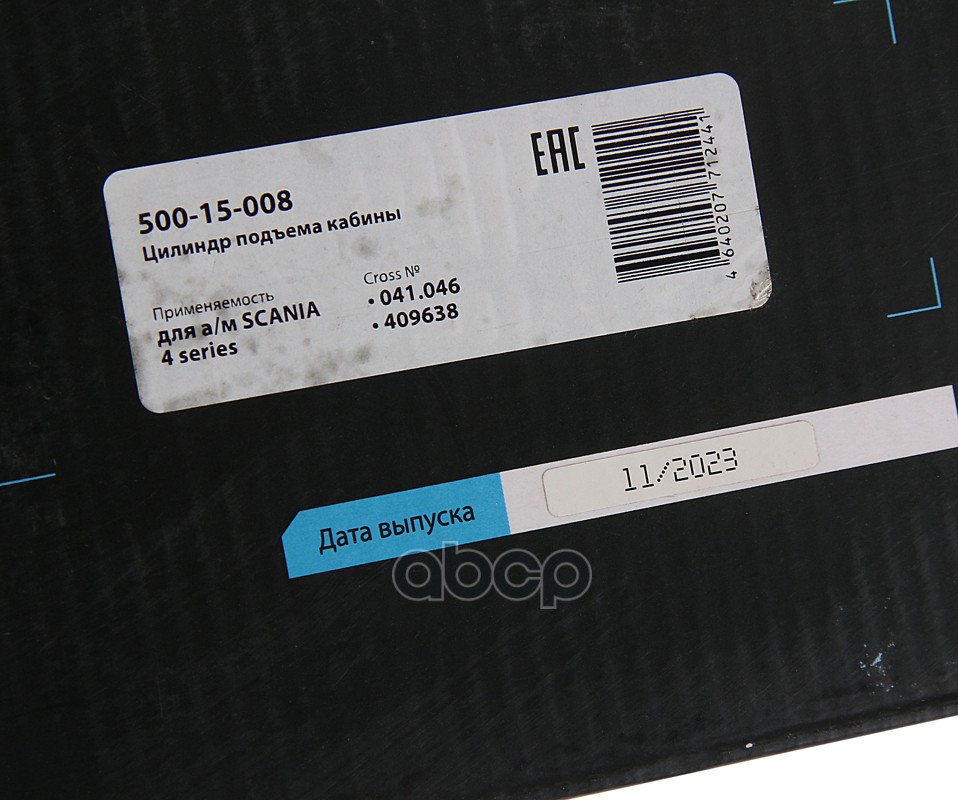 EAC
500-15-008
Цилиндр подъема кабины
Применяемость
для а/м SCANIA
4 series
Cross №
• 041.046
• 409638
4 640207 712441
Дата выпуска
11/2023
abcp